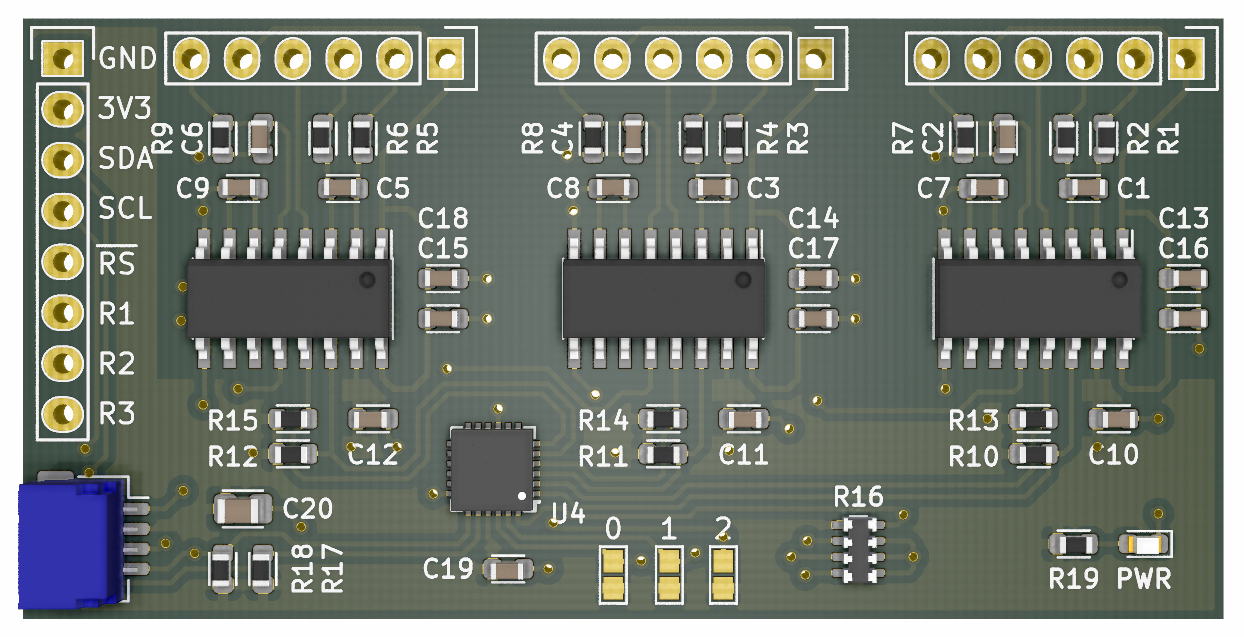 GND
3V3
SDA
SCL
RS
R1
R2
R3
R9
C6
R6
R5
R8
C4
R4
R3
R7
C2
R2
R1
C9
C5
C8
C3
C7
C1
C18
C15
C14
C17
C13
C16
R15
R12
C12
R14
R11
C11
R13
R10
C10
C20
U4
R18
R17
C19
0 1 2
R16
R19
PWR